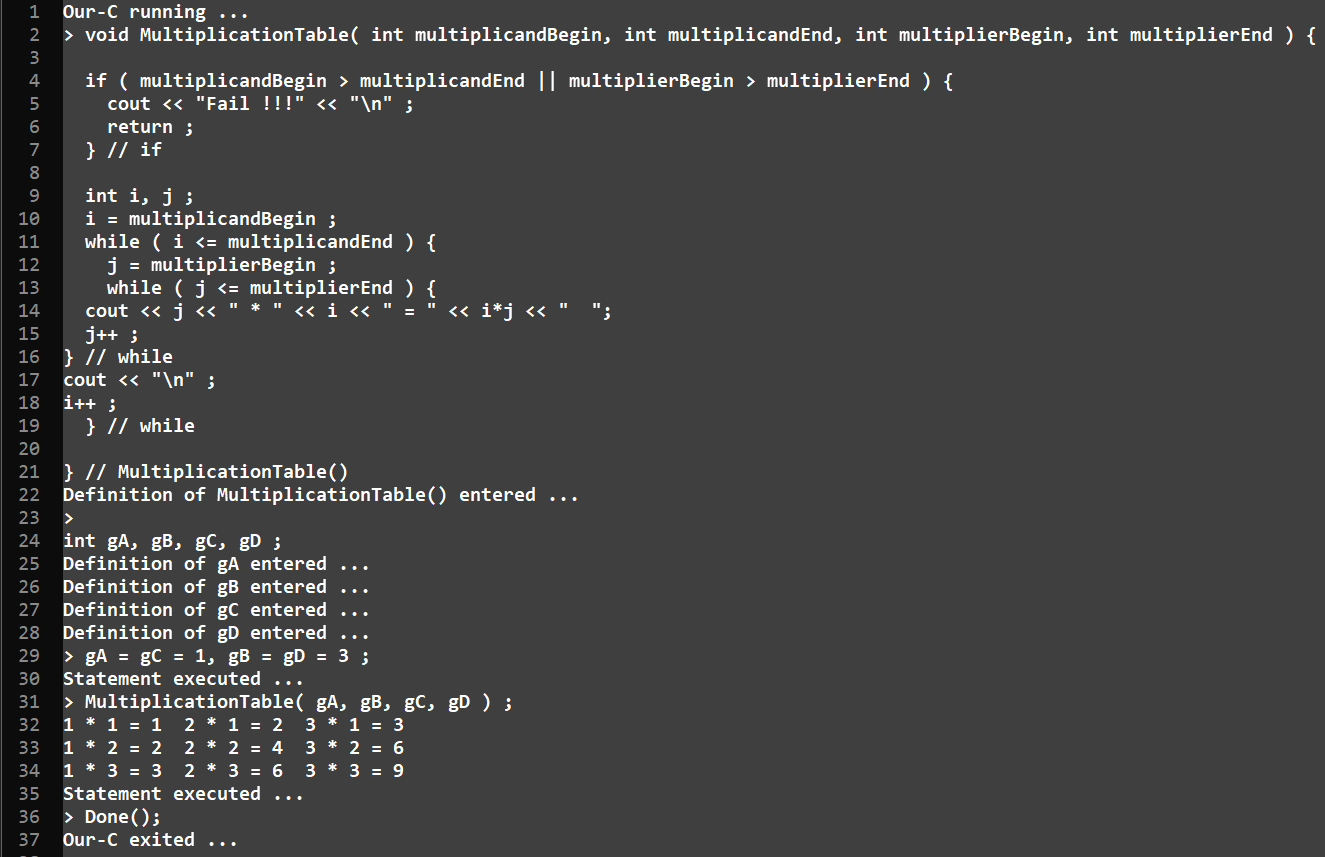 1 Our-C running ...
2 > void MultiplicationTable( int multiplicandBegin, int multiplicandEnd, int multiplierBegin, int multiplierEnd ) {
3
4   if ( multiplicandBegin > multiplicandEnd || multiplierBegin > multiplierEnd ) {
5     cout << "Fail !!!" << "\n" ;
6     return ;
7   } // if
8
9   int i, j ;
10   i = multiplicandBegin ;
11   while ( i <= multiplicandEnd ) {
12     j = multiplierBegin ;
13     while ( j <= multiplierEnd ) {
14   cout << j << " * " << i << " = " << i*j << "  ";
15   j++ ;
16 } // while
17 cout << "\n" ;
18 i++ ;
19   } // while
20
21 } // MultiplicationTable()
22 Definition of MultiplicationTable() entered ...
23 >
24 int gA, gB, gC, gD ;
25 Definition of gA entered ...
26 Definition of gB entered ...
27 Definition of gC entered ...
28 Definition of gD entered ...
29 > gA = gC = 1, gB = gD = 3 ;
30 Statement executed ...
31 > MultiplicationTable( gA, gB, gC, gD ) ;
32 1 * 1 = 1  2 * 1 = 2  3 * 1 = 3
33 1 * 2 = 2  2 * 2 = 4  3 * 2 = 6
34 1 * 3 = 3  2 * 3 = 6  3 * 3 = 9
35 Statement executed ...
36 > Done();
37 Our-C exited ...